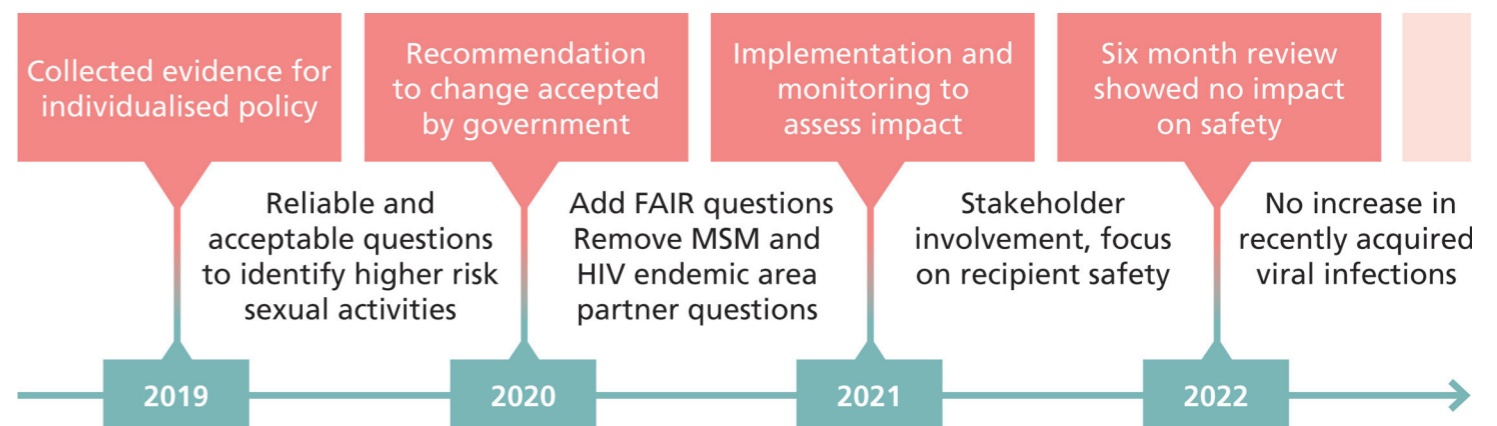 Collected evidence for
individualised policy
Recommendation
to change accepted
by government
Implementation and
monitoring to
assess impact
Six month review
showed no impact
on safety
Reliable and
acceptable questions
to identify higher risk
sexual activities
Add FAIR questions
Remove MSM and
HIV endemic area
partner questions
Stakeholder
involvement, focus
on recipient safety
No increase in
recently acquired
viral infections
2019
2020
2021
2022